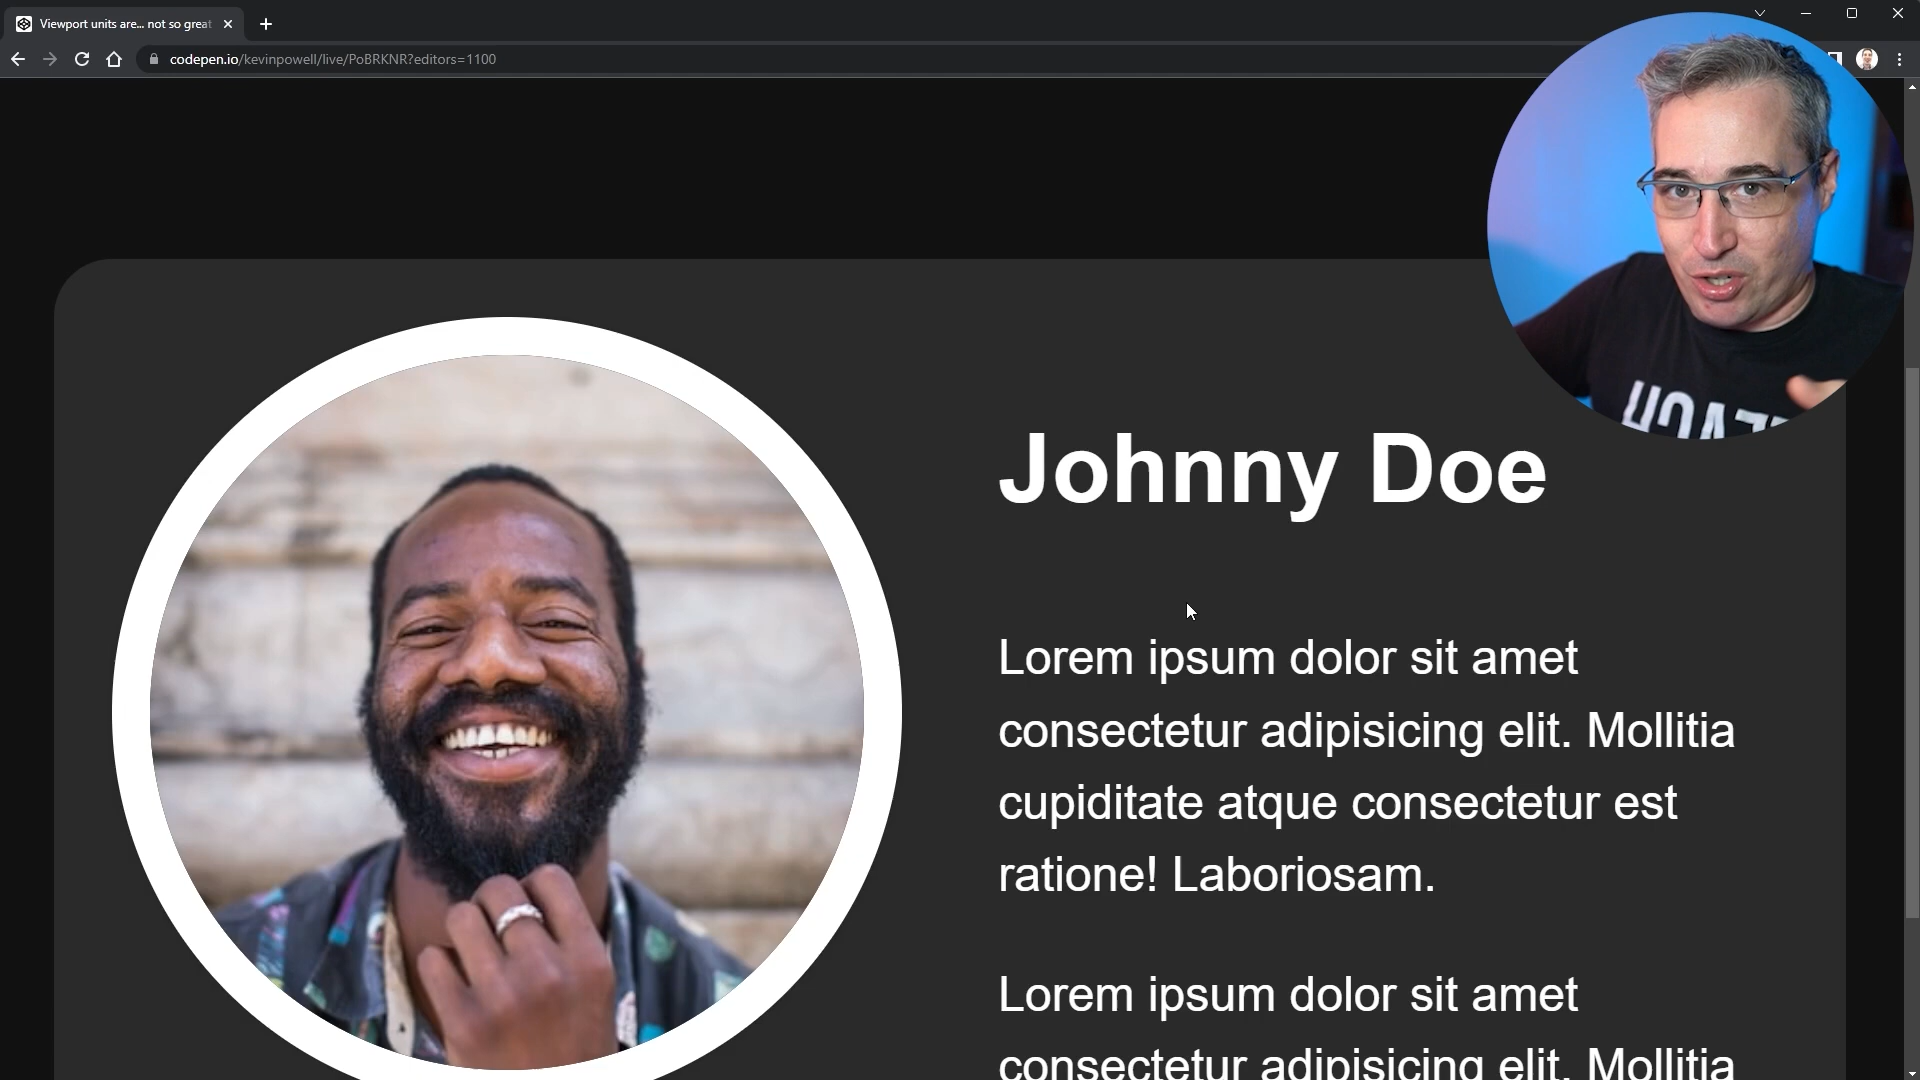 Viewport units are... not so great
codepen.io/kevinpowell/live/PoBRKNR?editors=1100
Johnny Doe
Lorem ipsum dolor sit amet
consectetur adipisicing elit. Mollitia
cupiditate atque consectetur est
ratione! Laboriosam.
Lorem ipsum dolor sit amet
consectetur adipisicing elit. Mollitia